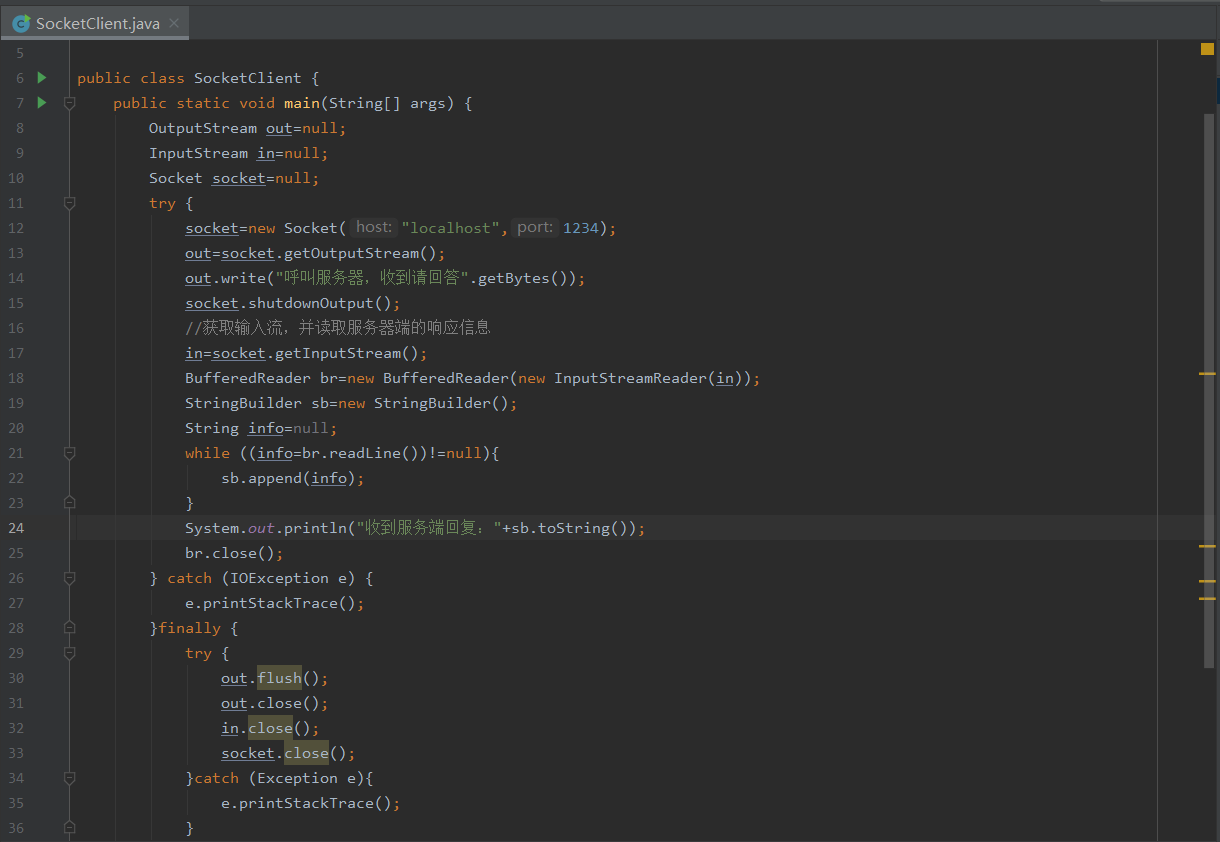 SocketClient.java
5
6 public class SocketClient {
7 public static void main(String[] args) {
8 OutputStream out=null;
9 InputStream in=null;
10 Socket socket=null;
11 try {
12 socket=new Socket( host: "localhost", port: 1234);
13 out=socket.getOutputStream();
14 out.write("呼叫服务器，收到请回答".getBytes());
15 socket.shutdownOutput();
16 //获取输入流，并读取服务器端的响应信息
17 in=socket.getInputStream();
18 BufferedReader br=new BufferedReader(new InputStreamReader(in));
19 StringBuilder sb=new StringBuilder();
20 String info=null;
21 while ((info=br.readLine())!=null){
22 sb.append(info);
23 }
24 System.out.println("收到服务端回复："+sb.toString());
25 br.close();
26 } catch (IOException e) {
27 e.printStackTrace();
28 }finally {
29 try {
30 out.flush();
31 out.close();
32 in.close();
33 socket.close();
34 }catch (Exception e){
35 e.printStackTrace();
36 }